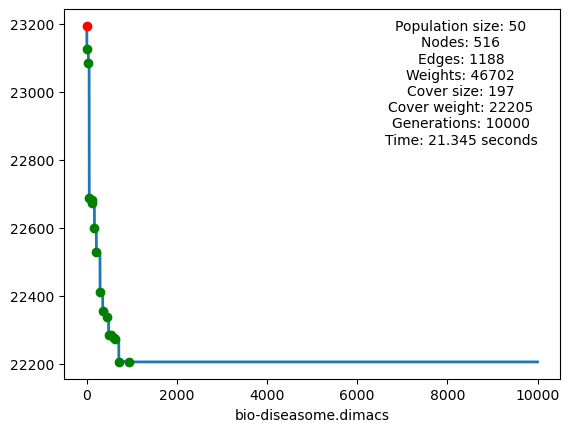 23200
23000
22800
22600
22400
22200
Population size: 50
Nodes: 516
Edges: 1188
Weights: 46702
Cover size: 197
Cover weight: 22205
Generations: 10000
Time: 21.345 seconds
0 2000 4000 6000 8000 10000
bio-diseasome.dimacs